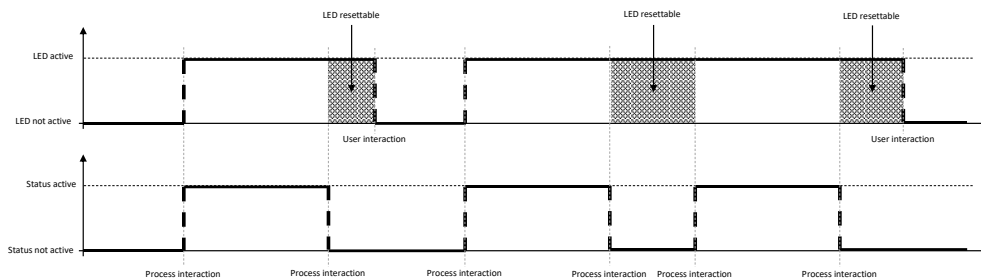 LED resettable
LED resettable
LED resettable
LED active
LED not active
User interaction
User interaction
Status active
Status not active
Process interaction
Process interaction
Process interaction
Process interaction
Process interaction
Process interaction